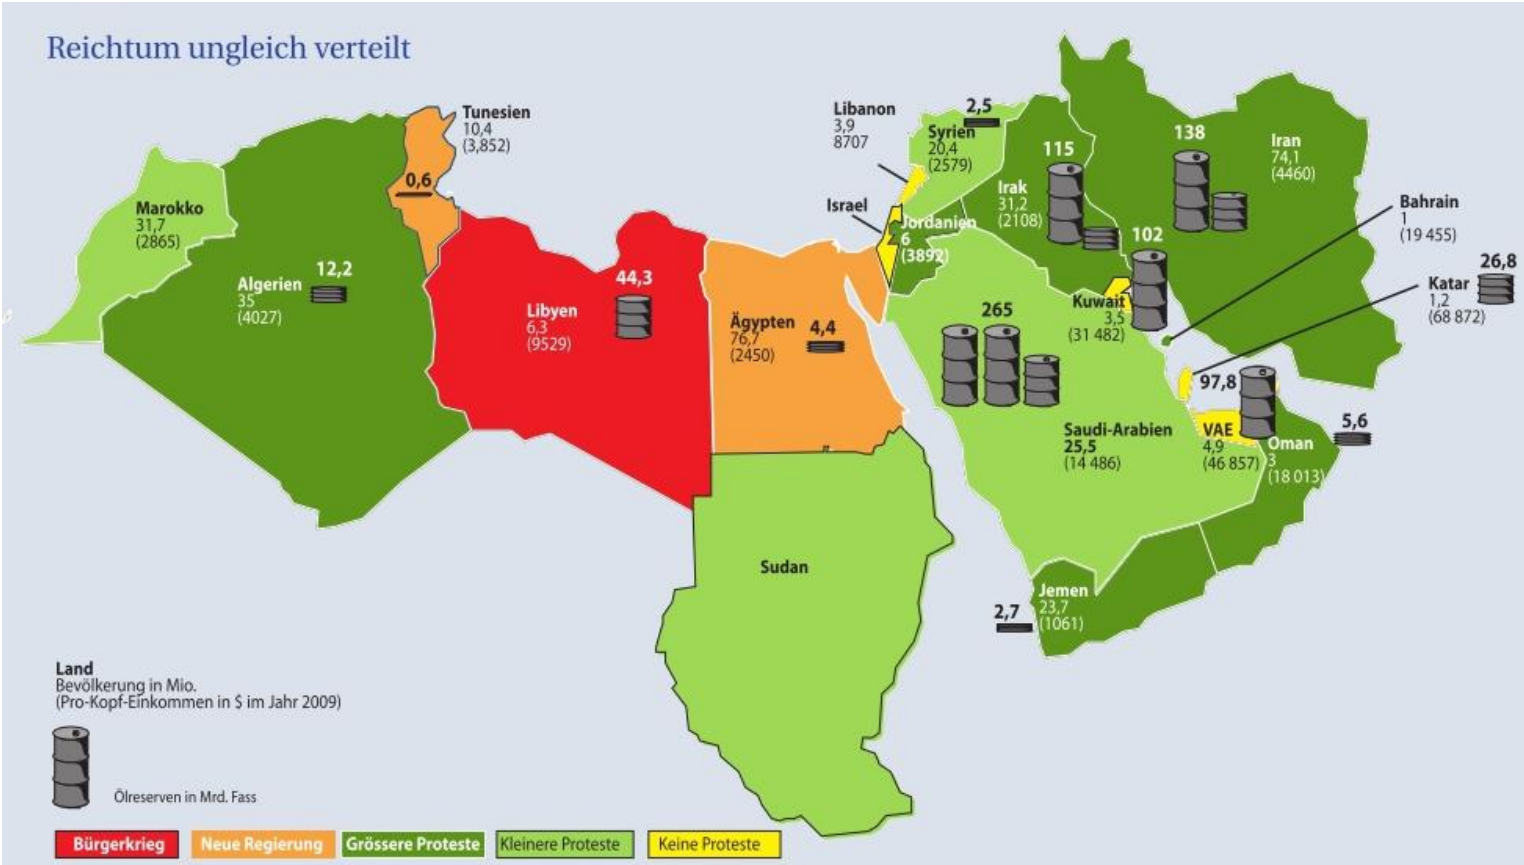 Reichtum ungleich verteilt
Tunesien
10,4
(3,852)
0,6
Marokko
31,7
(2865)
Algerien
35
(4027)
12,2
Libyen
6,3
(9529)
44,3
Ägypten
76,7
(2450)
4,4
Sudan
Libanon
3,9
8707
Israel
2,5
Syrien
20,4
(2579)
Jordanien
6
(3892)
115
Irak
31,2
(2108)
138
Iran
74,1
(4460)
102
Kuwait
3,5
(31 482)
Bahrain
1
(19 455)
26,8
Katar
1,2
(68 872)
265
Saudi-Arabien
25,5
(14 486)
97,8
VAE
4,9
(46 857)
5,6
Oman
3
(18 013)
2,7
Jemen
23,7
(1061)
Land
Bevölkerung in Mio.
(Pro-Kopf-Einkommen in $ im Jahr 2009)
Ölreserven in Mrd. Fass
Bürgerkrieg
Neue Regierung
Grössere Proteste
Kleinere Proteste
Keine Proteste